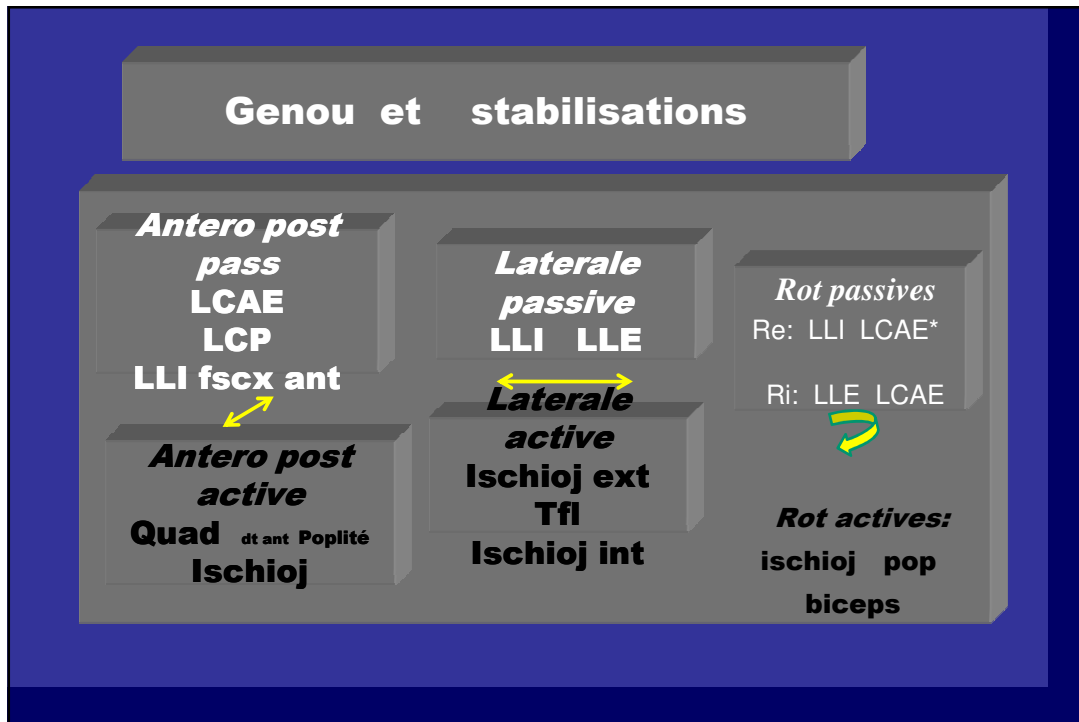 Genou et stabilisations
Antero post
pass
LCAE
LCP
LLI fscx ant
Antero post
active
Quad dt ant Poplité
Ischioj
Laterale
passive
LLI LLE
Laterale
active
Ischioj ext
Tfl
Ischioj int
Rot passives
Re: LLI LCAE*
Ri: LLE LCAE
Rot actives:
ischioj pop
biceps